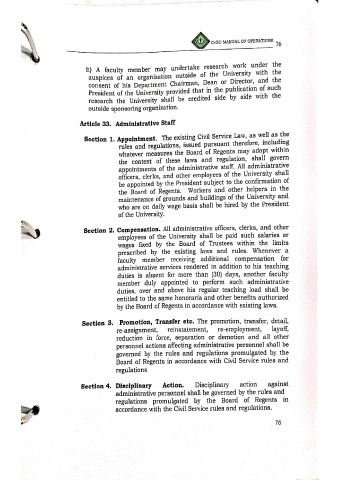 CvSU MANUAL OF OPERATIONS 76
h) A faculty member may undertake research work under the
auspices of an organization outside of the University with the
consent of his Department Chairman, Dean or Director, and the
President of the University provided that in the publication of such
research the University shall be credited side by side with the
outside sponsoring organization.
Article 33. Administrative Staff
Section 1. Appointment. The existing Civil Service Law, as well as the
rules and regulations, issued pursuant therefore, including
whatever measures the Board of Regents may adopt within
the context of these laws and regulation, shall govern
appointments of the administrative staff. All administrative
officers, clerks, and other employees of the University shall
be appointed by the President subject to the confirmation of
the Board of Regents. Workers and other helpers in the
maintenance of grounds and buildings of the University and
who are on daily wage basis shall be hired by the President
of the University.
Section 2. Compensation. All administrative officers, clerks, and other
employees of the University shall be paid such salaries or
wages fixed by the Board of Trustees within the limits
prescribed by the existing laws and rules. Whenever a
faculty member receiving additional compensation for
administrative services rendered in addition to his teaching
duties is absent for more than (30) days, another faculty
member duly appointed to perform such administrative
duties, over and above his regular teaching load shall be
entitled to the same honoraria and other benefits authorized
by the Board of Regents in accordance with existing laws.
Section 3. Promotion, Transfer etc. The promotion, transfer, detail,
re-assignment, reinstatement, re-employment, layoff,
reduction in force, separation or demotion and all other
personnel actions affecting administrative personnel shall be
governed by the rules and regulations promulgated by the
Board of Regents in accordance with Civil Service rules and
regulations
Section 4. Disciplinary Action. Disciplinary action against
administrative personnel shall be governed by the rules and
regulations promulgated by the Board of Regents in
accordance with the Civil Service rules and regulations.
76